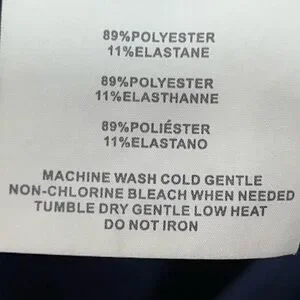 89%POLYESTER
11%ELASTANE
89%POLYESTER
11%ELASTHANNE
89%POLIÉSTER
11%ELASTANO
MACHINE WASH COLD GENTLE
NON-CHLORINE BLEACH WHEN NEEDED
TUMBLE DRY GENTLE LOW HEAT
DO NOT IRON